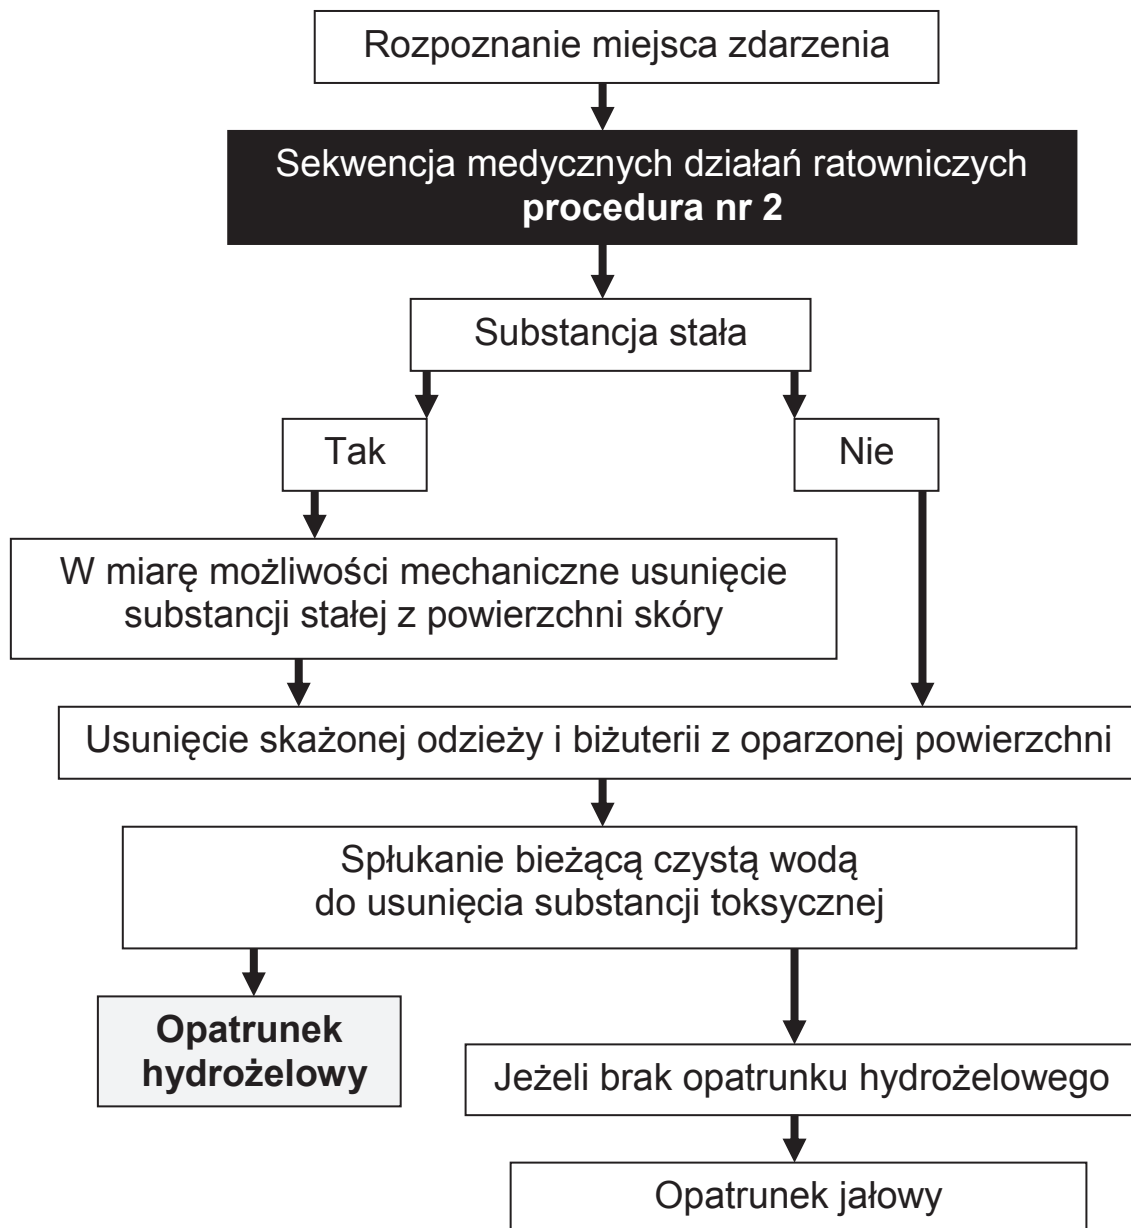 Rozpoznanie miejsca zdarzenia
Sekwencja medycznych działań ratowniczych
procedura nr 2
Substancja stała
Tak
Nie
W miarę możliwości mechaniczne usunięcie
substancji stałej z powierzchni skóry
Usunięcie skażonej odzieży i biżuterii z oparzonej powierzchni
Spłukanie bieżącą czystą wodą
do usunięcia substancji toksycznej
Opatrunek
hydrożelowy
Jeżeli brak opatrunku hydrożelowego
Opatrunek jałowy